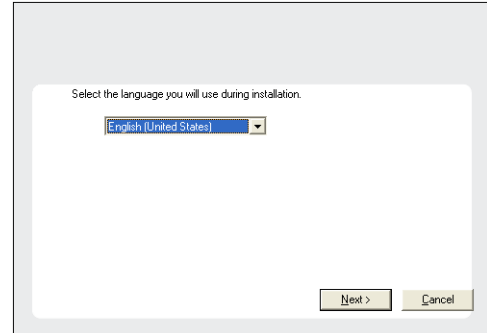 Select the language you will use during installation.
English (United States)
Next >
Cancel